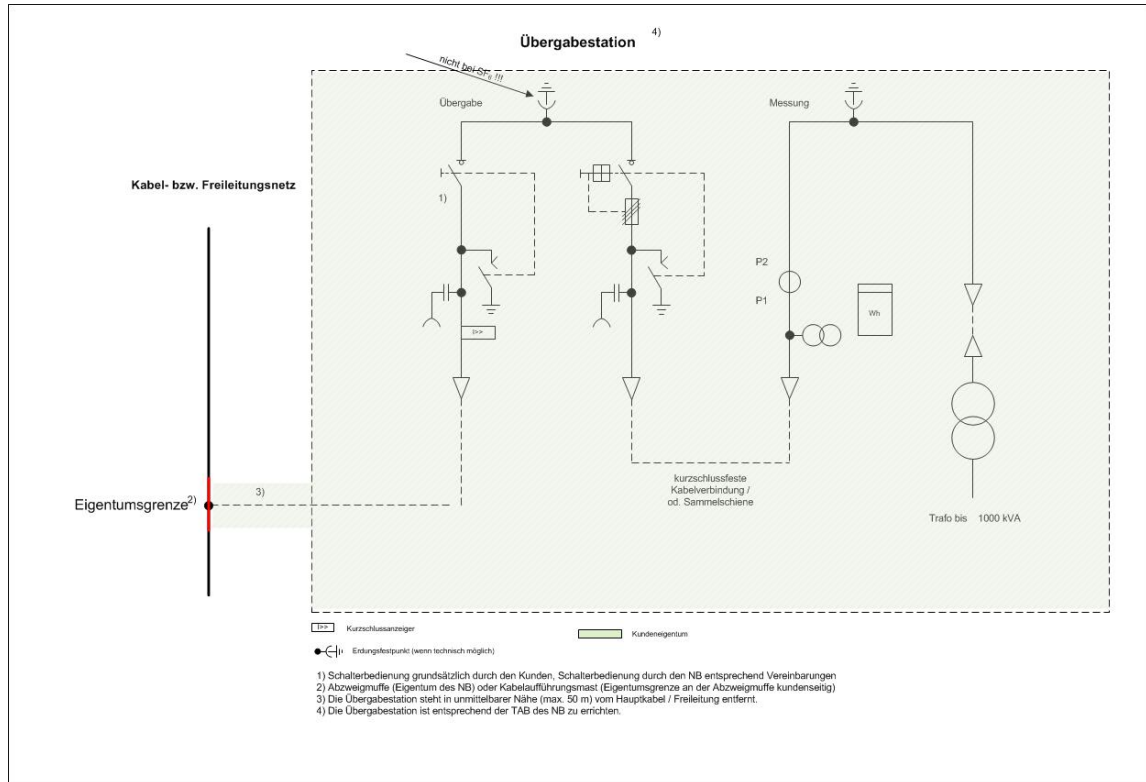 Übergabestation 4)
nicht bei SF6 !!!
Übergabe
Messung
Kabel- bzw. Freileitungsnetz
1)
P2
P1
Wh
I>>
kurzschlussfeste
Kabelverbindung /
od. Sammelschiene
3)
Eigentumsgrenze2)
Trafo bis 1000 kVA
I>> Kurzschlussanzeiger
Kundeneigentum
Erdungsfestpunkt (wenn technisch möglich)
1) Schalterbedienung grundsätzlich durch den Kunden, Schalterbedienung durch den NB entsprechend Vereinbarungen
2) Abzweigmuffe (Eigentum des NB) oder Kabelaufführungsmast (Eigentumsgrenze an der Abzweigmuffe kundenseitig)
3) Die Übergabestation steht in unmittelbarer Nähe (max. 50 m) vom Hauptkabel / Freileitung entfernt.
4) Die Übergabestation ist entsprechend der TAB des NB zu errichten.